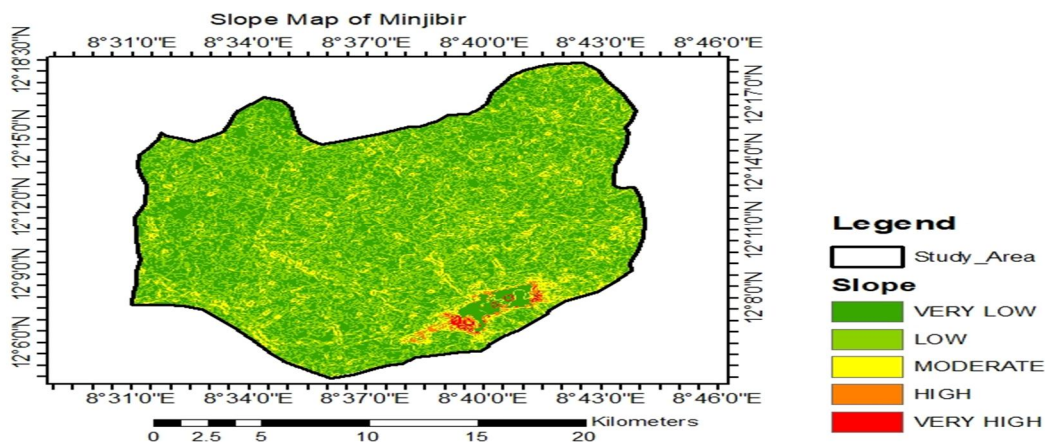 Slope Map of Minjibir
8°31'0"E 8°34'0"E 8°37'0"E 8°40'0"E 8°43'0"E 8°46'0"E
12°18'30"N
12°15'0"N
12°12'0"N
12°9'0"N
12°6'0"N
12°17'0"N
12°14'0"N
12°11'0"N
12°8'0"N
8°31'0"E 8°34'0"E 8°37'0"E 8°40'0"E 8°43'0"E 8°46'0"E
Kilometers
0 2.5 5 10 15 20
Legend
Study_Area
Slope
VERY LOW
LOW
MODERATE
HIGH
VERY HIGH